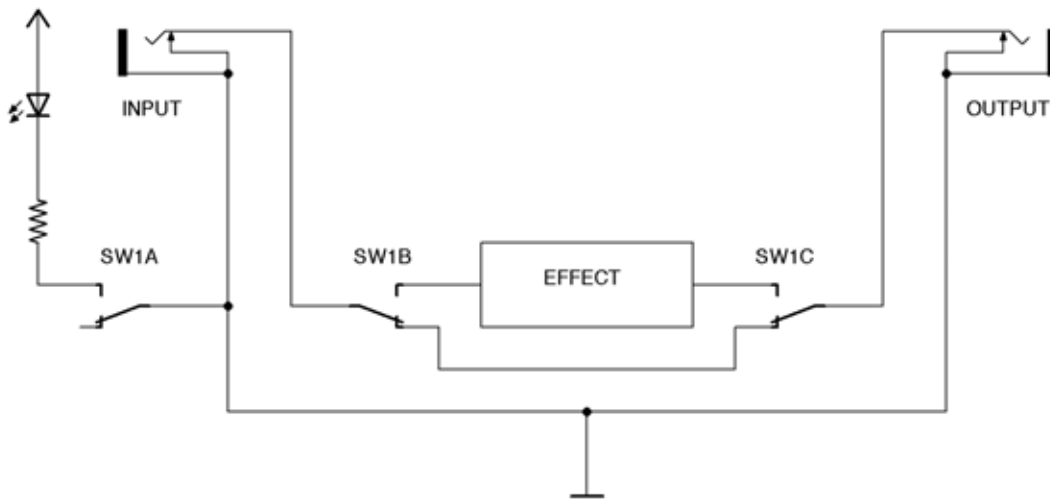 INPUT
OUTPUT
SW1A
SW1B
EFFECT
SW1C